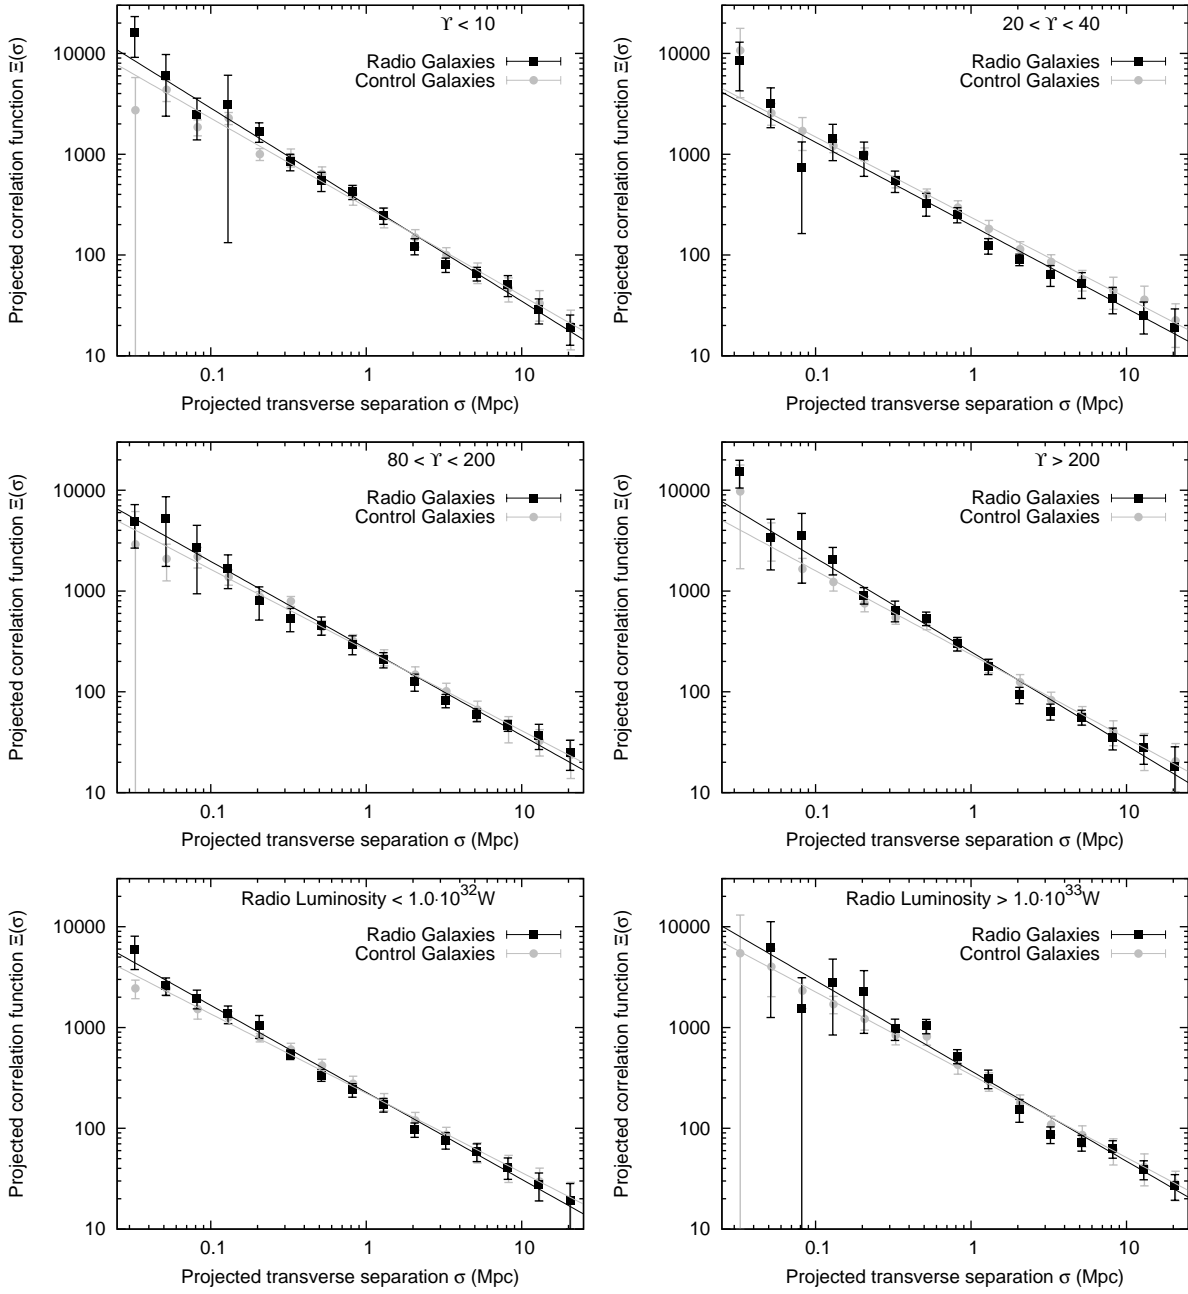 ϒ < 10
Radio Galaxies
Control Galaxies
Projected correlation function Ξ(σ)
10000
1000
100
10
0.1 1 10
Projected transverse separation σ (Mpc)
20 < ϒ < 40
Radio Galaxies
Control Galaxies
Projected correlation function Ξ(σ)
10000
1000
100
10
0.1 1 10
Projected transverse separation σ (Mpc)
80 < ϒ < 200
Radio Galaxies
Control Galaxies
Projected correlation function Ξ(σ)
10000
1000
100
10
0.1 1 10
Projected transverse separation σ (Mpc)
ϒ > 200
Radio Galaxies
Control Galaxies
Projected correlation function Ξ(σ)
10000
1000
100
10
0.1 1 10
Projected transverse separation σ (Mpc)
Radio Luminosity < 1.0·10³²W
Radio Galaxies
Control Galaxies
Projected correlation function Ξ(σ)
10000
1000
100
10
0.1 1 10
Projected transverse separation σ (Mpc)
Radio Luminosity > 1.0·10³³W
Radio Galaxies
Control Galaxies
Projected correlation function Ξ(σ)
10000
1000
100
10
0.1 1 10
Projected transverse separation σ (Mpc)